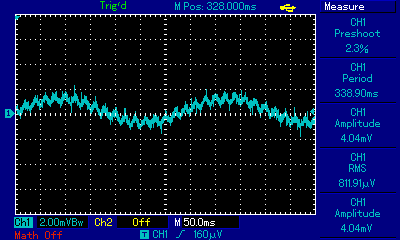 Trig'd M Pos: 328.000ms Measure
CH1
Preshoot
2.3%
CH1
Period
338.90ms
1
CH1
Amplitude
4.04mV
CH1
RMS
811.91µV
CH1
Amplitude
4.04mV
Ch1 2.00mVBw Ch2 Off M 50.0ms
Math Off T CH1 160µV